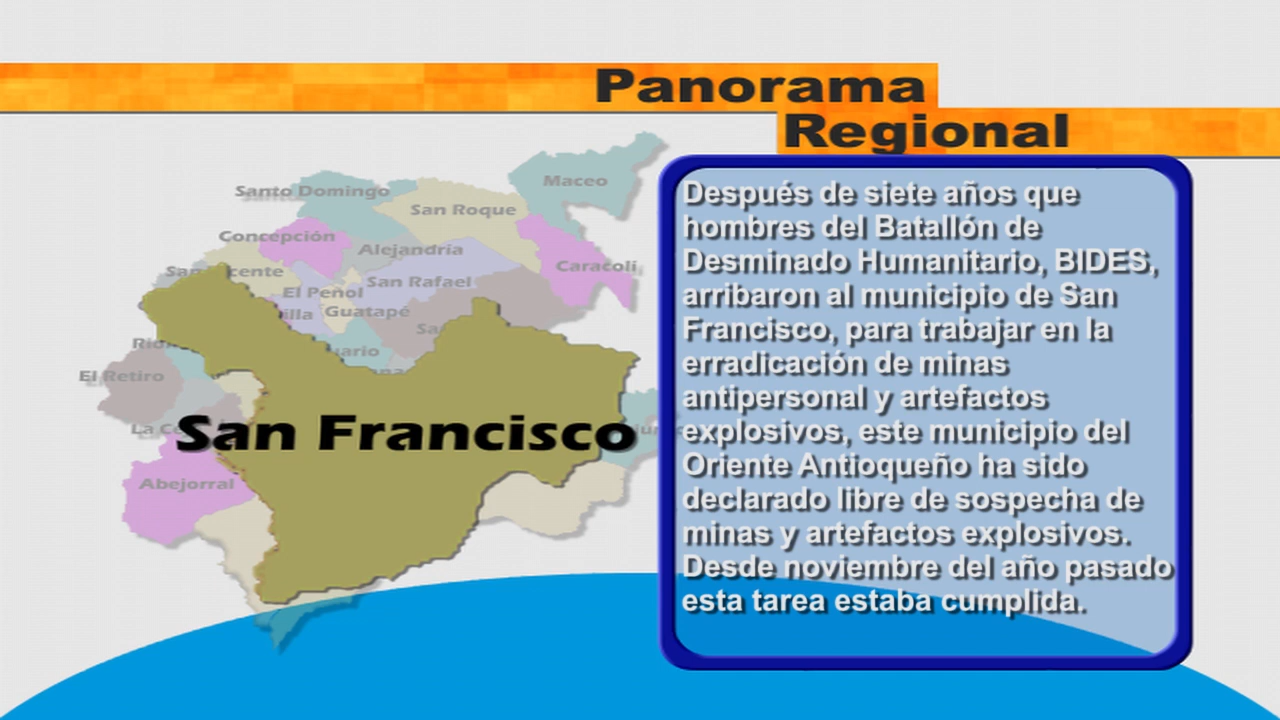 Panorama
Regional
Maceo
Santo Domingo
San Roque
Concepción
Alejandria
Caracolí
San Rafael
El Peñol
Guatapé
El Retiro
San Francisco
Abejorral
Después de siete años que
hombres del Batallón de
Desminado Humanitario, BIDES,
arribaron al municipio de San
Francisco, para trabajar en la
erradicación de minas
antipersonal y artefactos
explosivos, este municipio del
Oriente Antioqueño ha sido
declarado libre de sospecha de
minas y artefactos explosivos.
Desde noviembre del año pasado
esta tarea estaba cumplida.